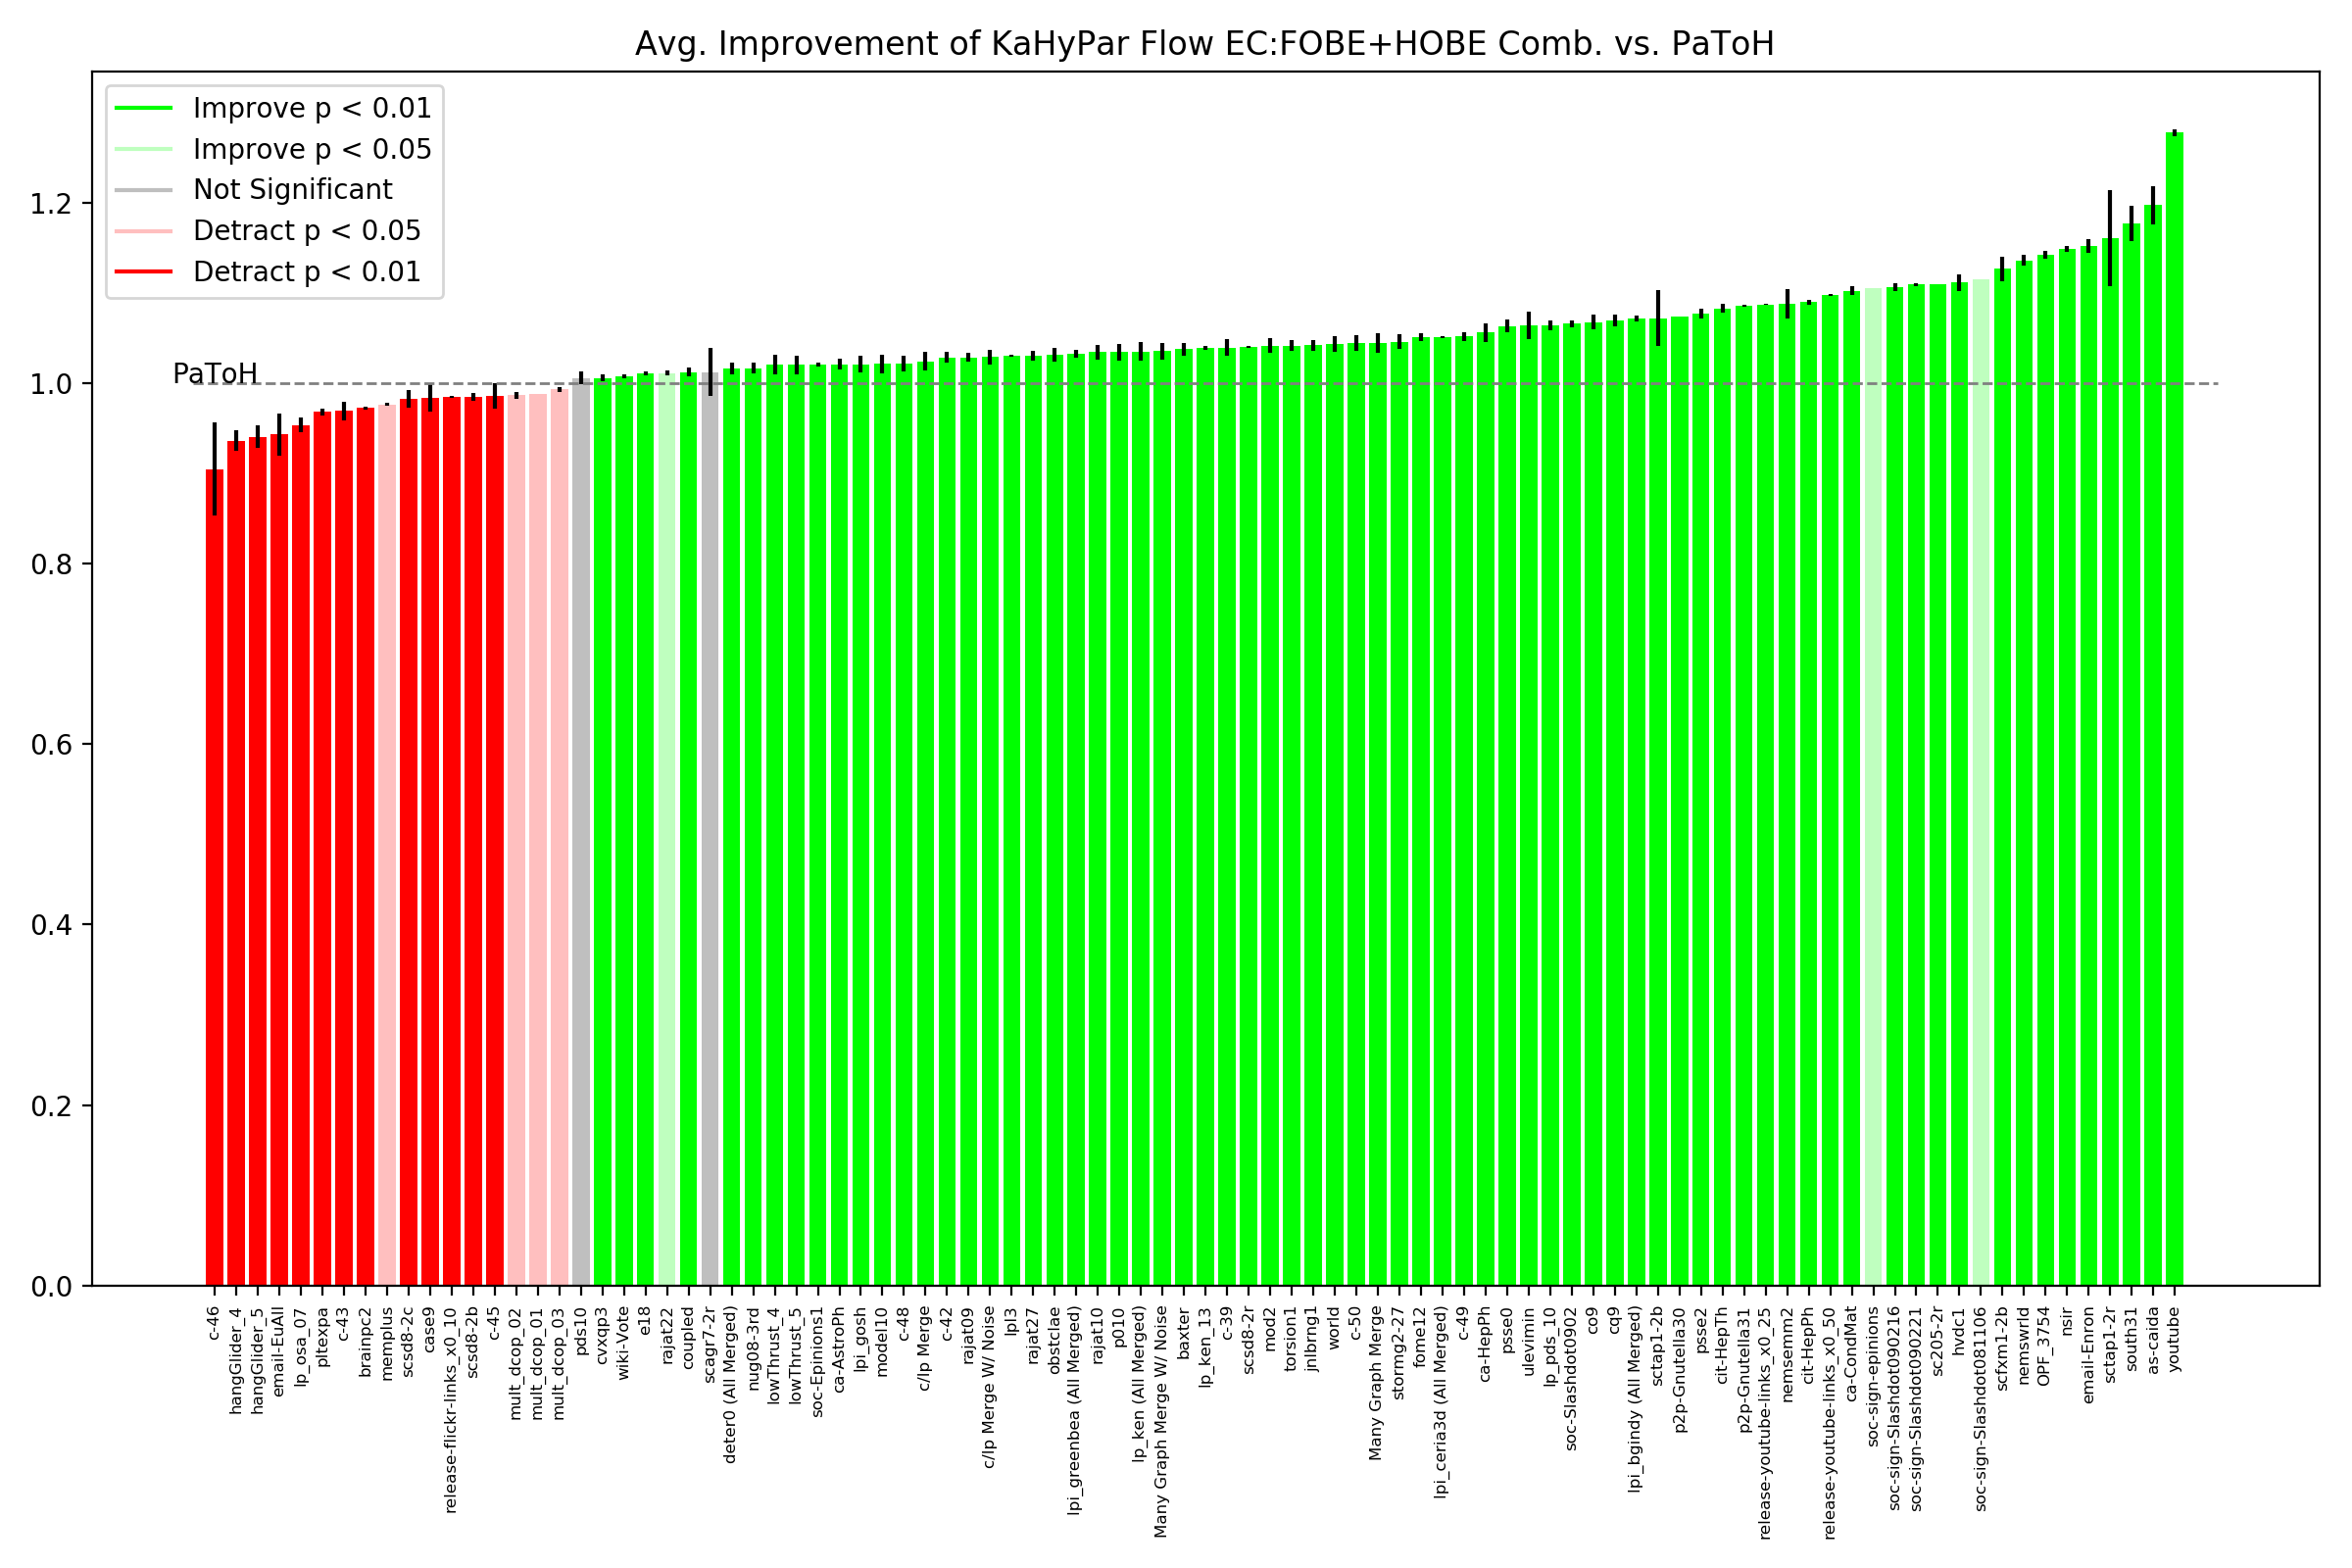 Avg. Improvement of KaHyPar Flow EC:FOBE+HOBE Comb. vs. PaToH
Improve p < 0.01
Improve p < 0.05
Not Significant
Detract p < 0.05
Detract p < 0.01
1.2
1.0
0.8
0.6
0.4
0.2
0.0
PaToH
c-46
hangGlider_4
hangGlider_5
email-EuAll
lp_osa_07
pltexpa
c-43
brainpc2
memplus
scsd8-2c
case9
release-flickr-links_x0_10
scsd8-2b
c-45
mult_dcop_02
mult_dcop_01
mult_dcop_03
pds10
cvxqp3
wiki-Vote
e18
rajat22
coupled
scagr7-2r
deter0 (All Merged)
nug08-3rd
lowThrust_4
lowThrust_5
soc-Epinions1
ca-AstroPh
lpi_gosh
model10
c-48
c/lp Merge
c-42
rajat09
c/lp Merge W/ Noise
lpl3
rajat27
obstclae
lpi_greenbea (All Merged)
rajat10
p010
lp_ken (All Merged)
Many Graph Merge W/ Noise
baxter
lp_ken_13
c-39
scsd8-2r
mod2
torsion1
jnlbrng1
world
c-50
Many Graph Merge
stormg2-27
fome12
lpi_ceria3d (All Merged)
c-49
ca-HepPh
psse0
ulevimin
lp_pds_10
soc-Slashdot0902
co9
cq9
lpi_bgindy (All Merged)
sctap1-2b
p2p-Gnutella30
psse2
cit-HepTh
p2p-Gnutella31
release-youtube-links_x0_25
nemsemm2
cit-HepPh
release-youtube-links_x0_50
ca-CondMat
soc-sign-epinions
soc-sign-Slashdot090216
soc-sign-Slashdot090221
sc205-2r
hvdc1
soc-sign-Slashdot081106
scfxm1-2b
nemswrld
OPF_3754
nsir
email-Enron
sctap1-2r
south31
as-caida
youtube